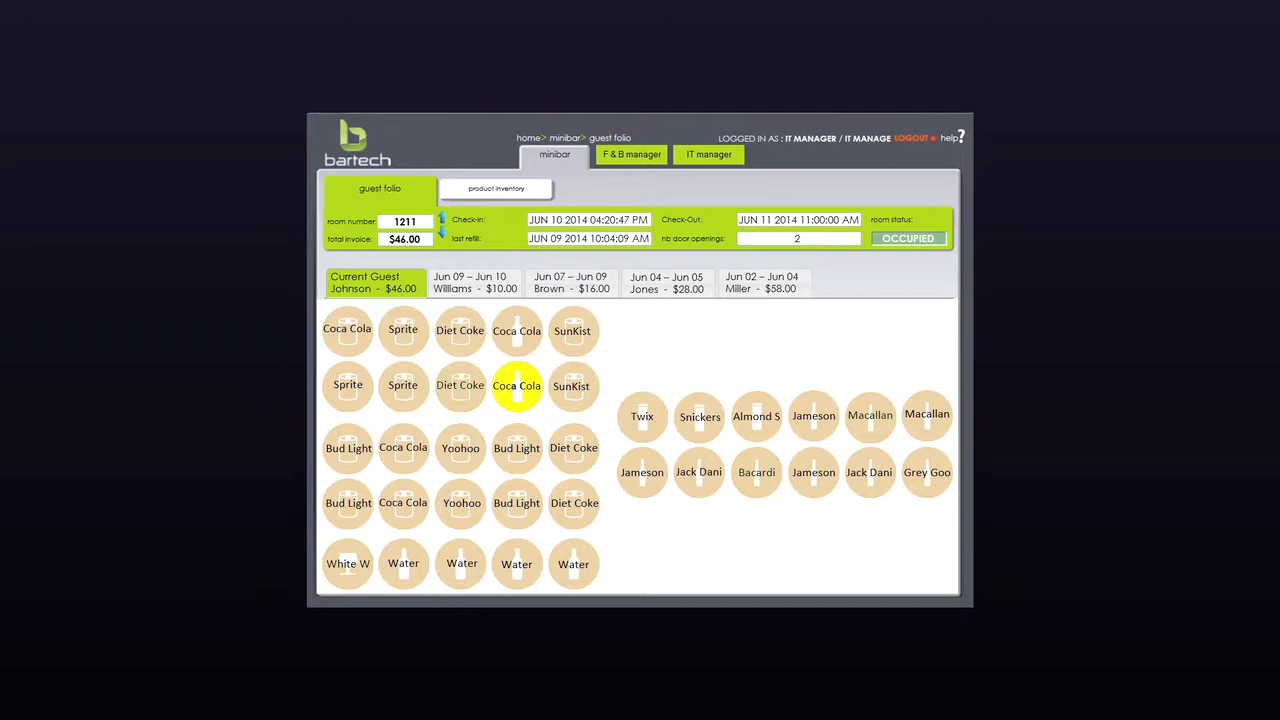 bartech
home> minibar> guest folio
LOGGED IN AS : IT MANAGER / IT MANAGE LOGOUT help?
minibar F & B manager IT manager
guest folio product inventory
room number: 1211 Check-in: JUN 10 2014 04:20:47 PM Check-Out: JUN 11 2014 11:00:00 AM room status:
total invoice: $46.00 last refill: JUN 09 2014 10:04:09 AM nb door openings: 2 OCCUPIED
Current Guest
Johnson - $46.00
Jun 09 – Jun 10
Williams - $10.00
Jun 07 – Jun 09
Brown - $16.00
Jun 04 – Jun 05
Jones - $28.00
Jun 02 – Jun 04
Miller - $58.00
Coca Cola Sprite Diet Coke Coca Cola SunKist
Sprite Sprite Diet Coke Coca Cola SunKist
Bud Light Coca Cola Yoohoo Bud Light Diet Coke
Bud Light Coca Cola Yoohoo Bud Light Diet Coke
White W Water Water Water Water
Twix Snickers Almond S Jameson Macallan Macallan
Jameson Jack Dani Bacardi Jameson Jack Dani Grey Goo